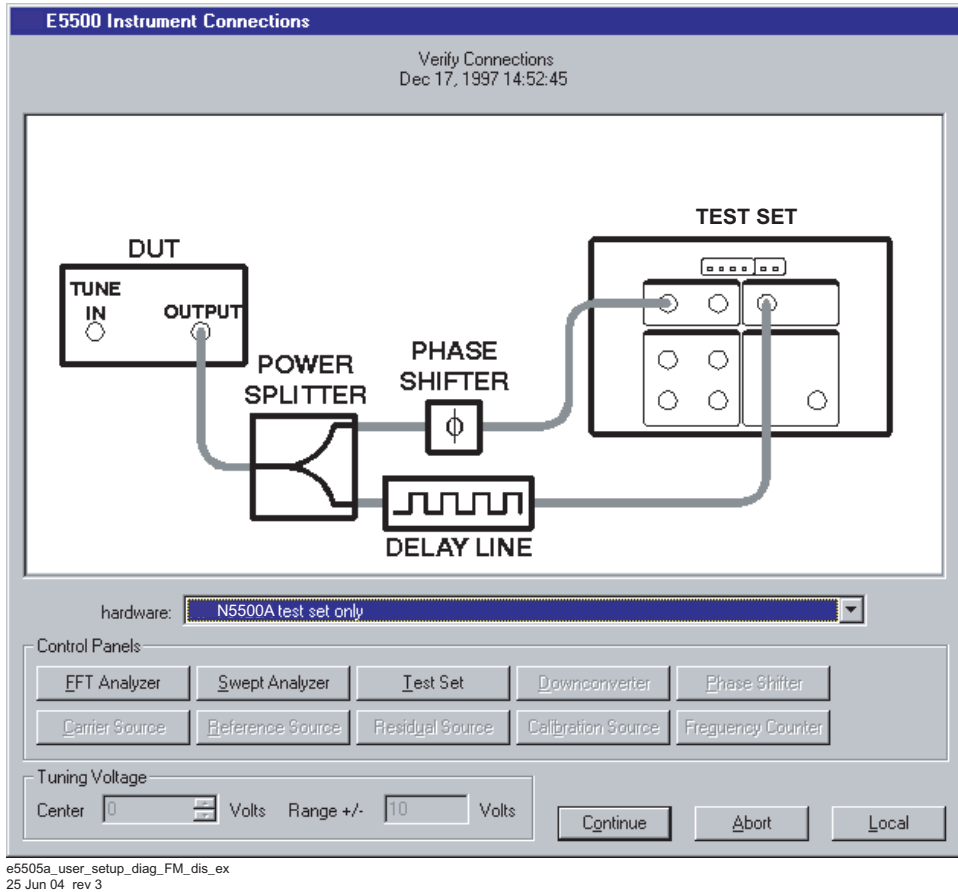 E5500 Instrument Connections
Verify Connections
Dec 17, 1997 14:52:45
TEST SET
DUT
TUNE
IN
OUTPUT
POWER
SPLITTER
PHASE
SHIFTER
ϕ
DELAY LINE
hardware: N5500A test set only
Control Panels
FFT Analyzer Swept Analyzer Test Set Downconverter Phase Shifter
Carrier Source Reference Source Residual Source Calibration Source Freguency Counter
Tuning Voltage
Center 0 Volts Range +/- 10 Volts
Continue Abort Local
e5505a_user_setup_diag_FM_dis_ex
25 Jun 04 rev 3